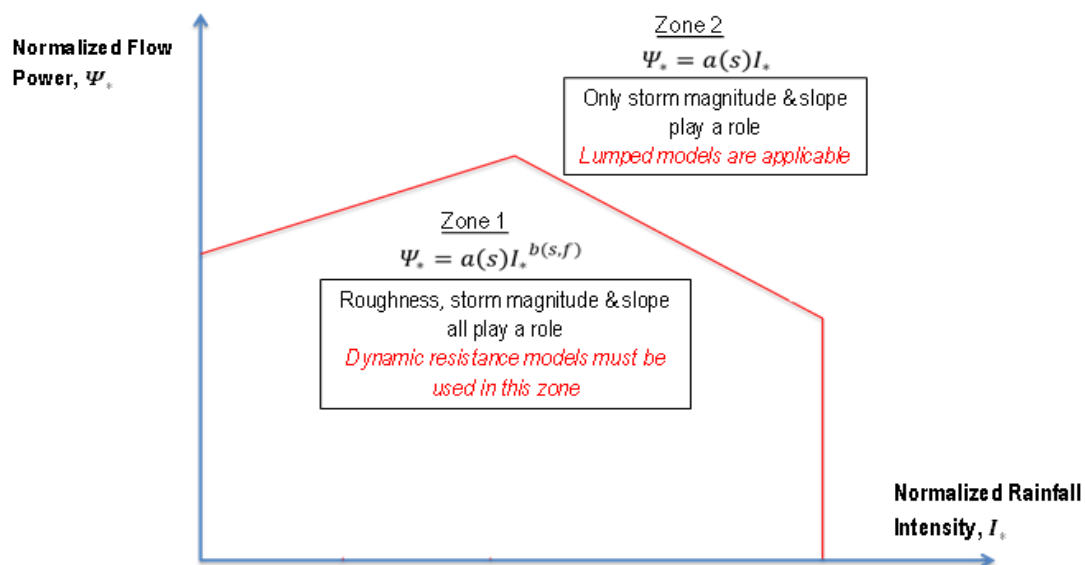 Normalized Flow
Power, Ψ*
Zone 2
Ψ* = a(s)I*
Only storm magnitude & slope
play a role
Lumped models are applicable
Zone 1
Ψ* = a(s)I*^b(s,f)
Roughness, storm magnitude & slope
all play a role
Dynamic resistance models must be
used in this zone
Normalized Rainfall
Intensity, I*